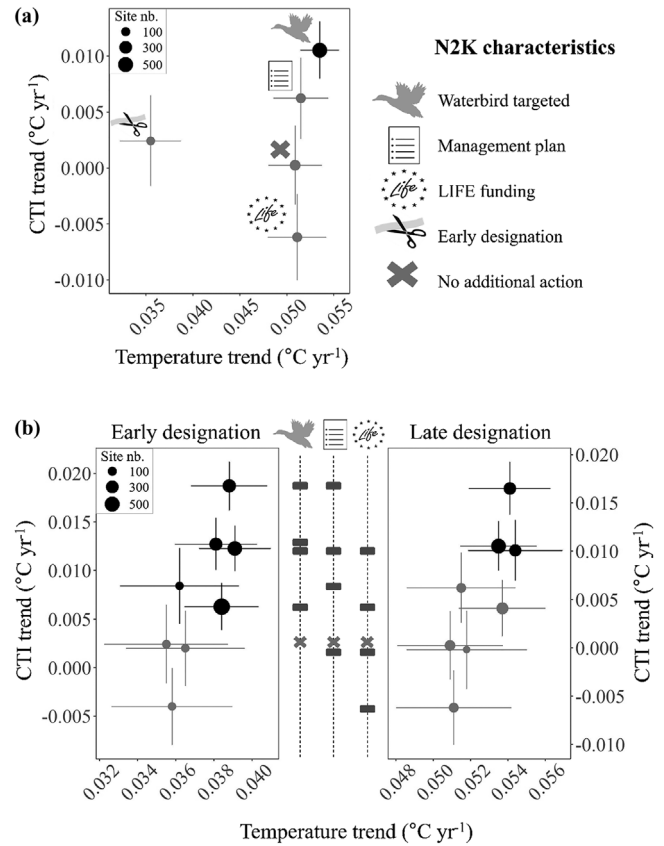 (a)
Site nb.
100
300
500
0.010
0.005
0.000
-0.005
-0.010
CTI trend (°C yr-1)
Life
0.035
0.040
0.045
0.050
0.055
Temperature trend (°C yr-1)
N2K characteristics
Waterbird targeted
Management plan
Life
LIFE funding
Early designation
No additional action
(b)
Early designation
Life
Late designation
Site nb.
100
300
500
0.020
0.015
0.010
0.005
0.000
-0.005
CTI trend (°C yr-1)
0.032
0.034
0.036
0.038
0.040
0.020
0.015
0.010
0.005
0.000
-0.005
-0.010
CTI trend (°C yr-1)
0.048
0.050
0.052
0.054
0.056
Temperature trend (°C yr-1)